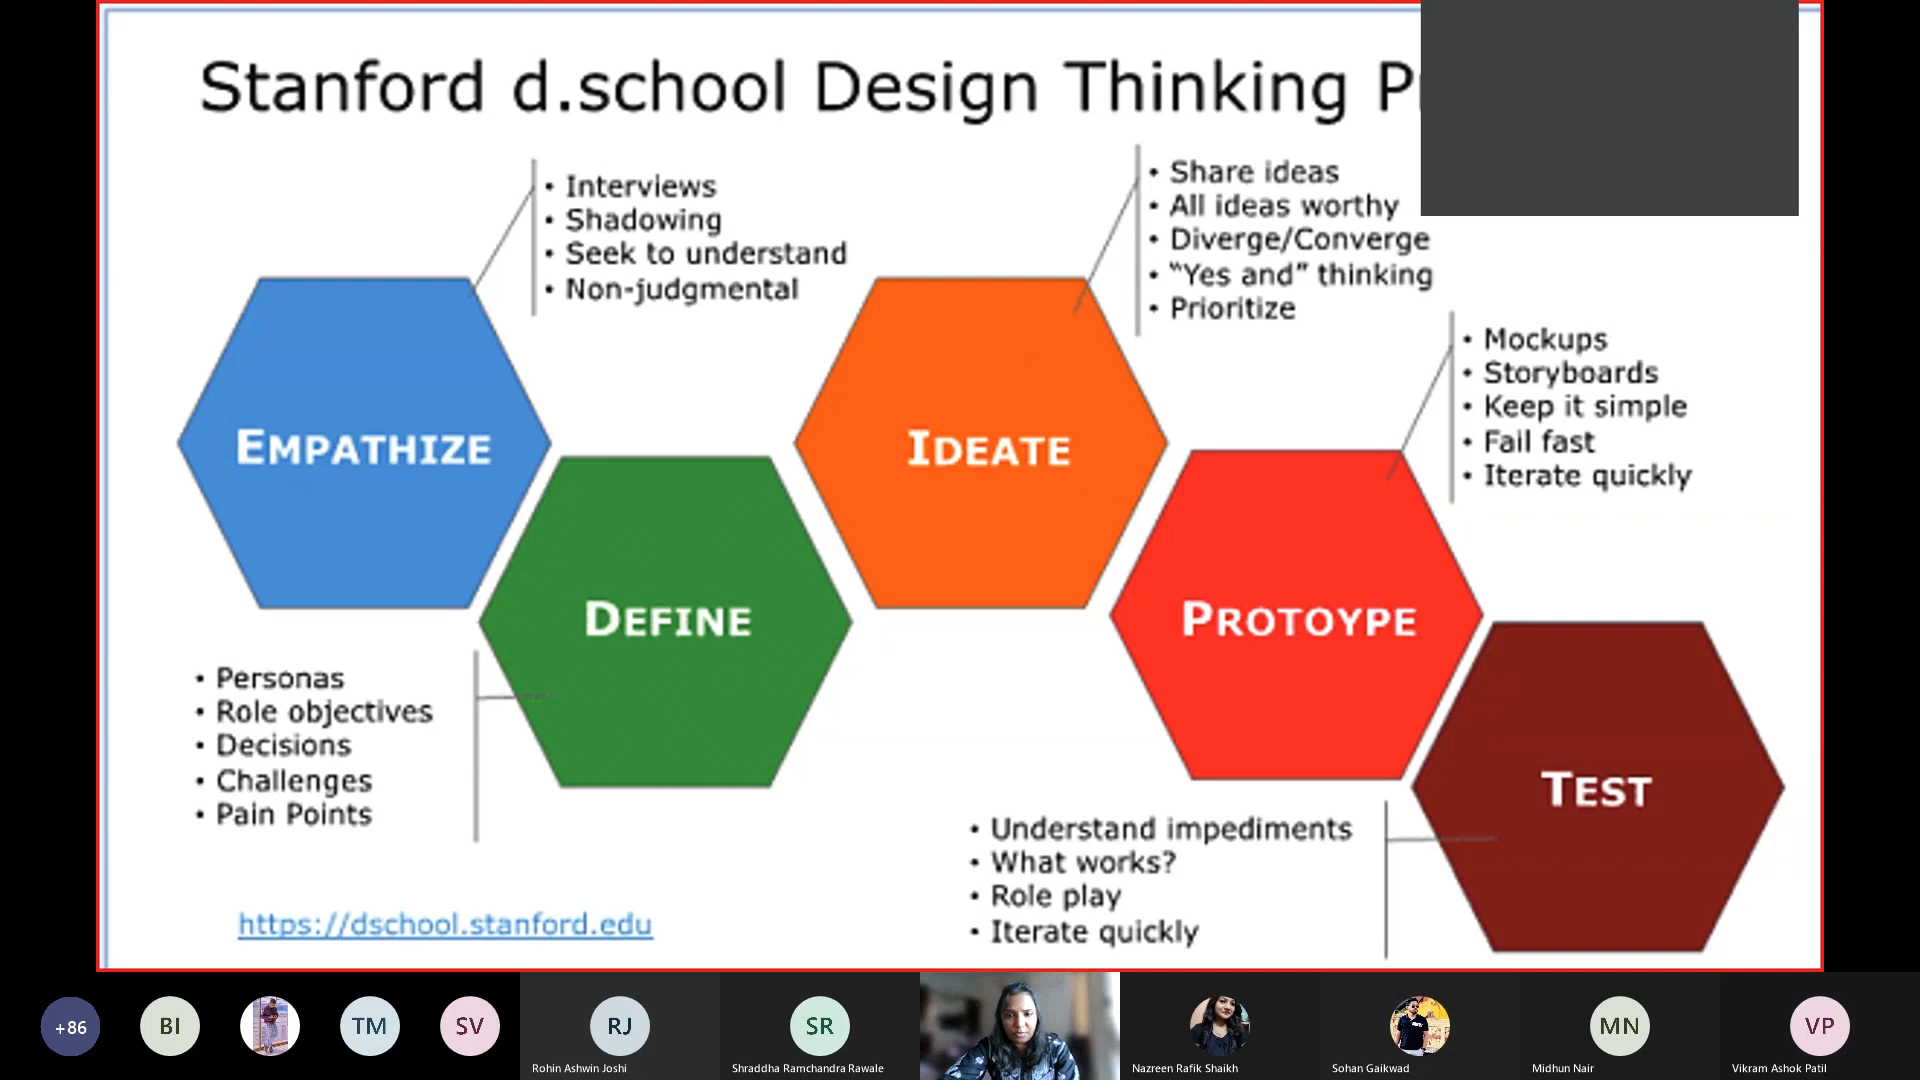 Stanford d.school Design Thinking
• Interviews
• Shadowing
• Seek to understand
• Non-judgmental
• Share ideas
• All ideas worthy
• Diverge/Converge
• “Yes and” thinking
• Prioritize
• Mockups
• Storyboards
• Keep it simple
• Fail fast
• Iterate quickly
EMPATHIZE
IDEATE
DEFINE
PROTOYPE
TEST
• Personas
• Role objectives
• Decisions
• Challenges
• Pain Points
• Understand impediments
• What works?
• Role play
• Iterate quickly
https://dschool.stanford.edu
+86
BI
TM
SV
RJ
SR
MN
VP
Rohin Ashwin Joshi
Shraddha Ramchandra Rawale
Nazreen Rafik Shaikh
Sohan Gaikwad
Midhun Nair
Vikram Ashok Patil